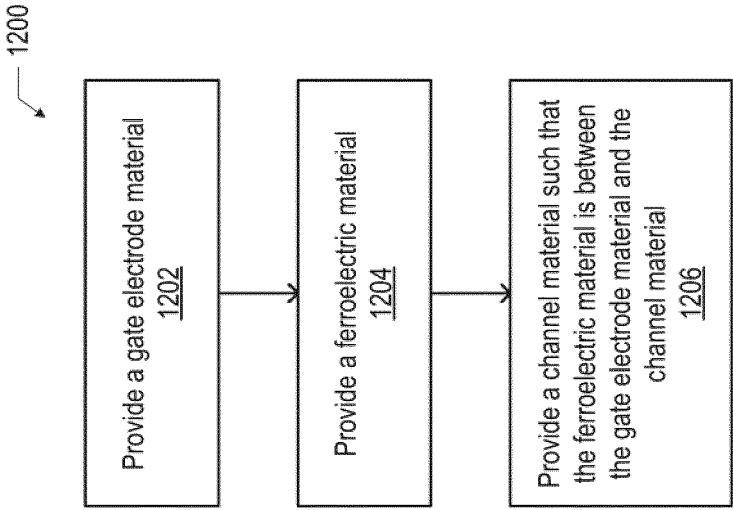 1200
Provide a gate electrode material
1202
Provide a ferroelectric material
1204
Provide a channel material such that
the ferroelectric material is between
the gate electrode material and the
channel material
1206